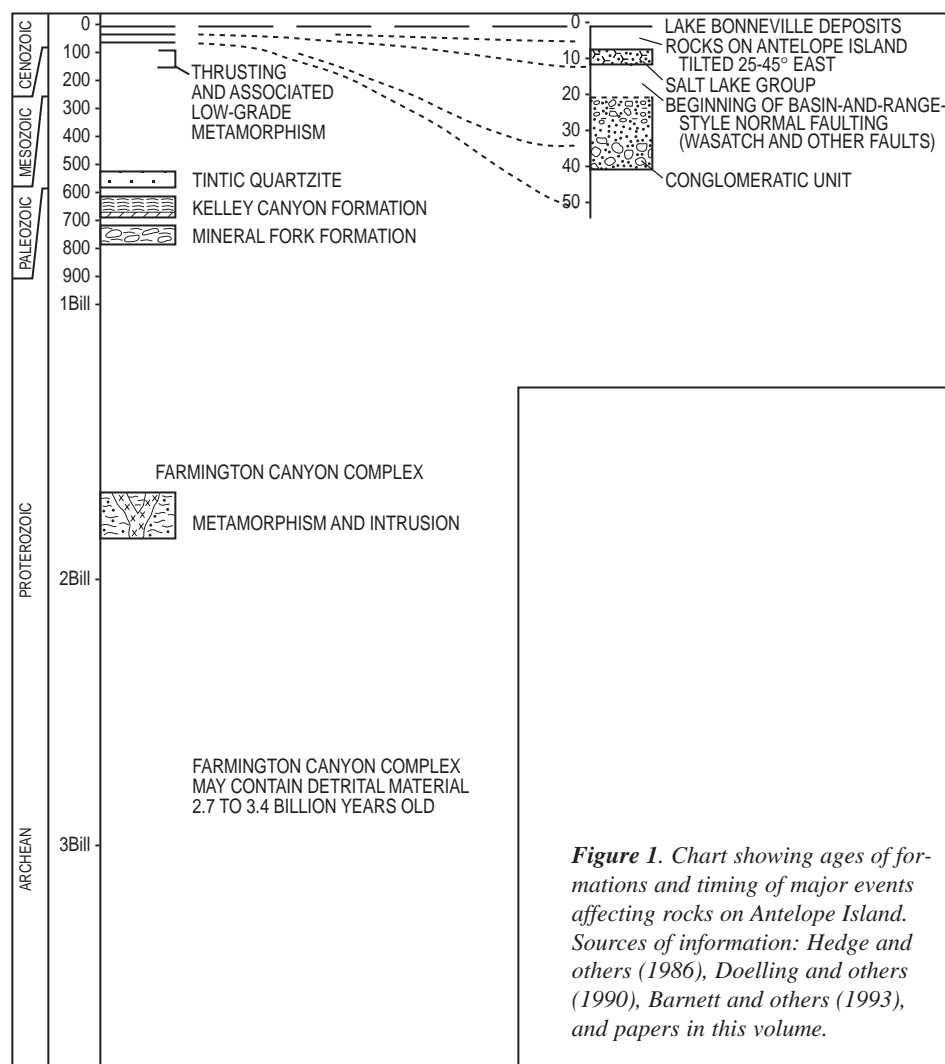 CENOZOIC
MESOZOIC
PALEOZOIC
PROTEROZOIC
ARCHEAN
0
100
200
300
400
500
600
700
800
900
1Bill
2Bill
3Bill
THRUSTING
AND ASSOCIATED
LOW-GRADE
METAMORPHISM
TINTIC QUARTZITE
KELLEY CANYON FORMATION
MINERAL FORK FORMATION
FARMINGTON CANYON COMPLEX
METAMORPHISM AND INTRUSION
FARMINGTON CANYON COMPLEX
MAY CONTAIN DETRITAL MATERIAL
2.7 TO 3.4 BILLION YEARS OLD
0
10
20
30
40
50
LAKE BONNEVILLE DEPOSITS
ROCKS ON ANTELOPE ISLAND
TILTED 25-45° EAST
SALT LAKE GROUP
BEGINNING OF BASIN-AND-RANGE-
STYLE NORMAL FAULTING
(WASATCH AND OTHER FAULTS)
CONGLOMERATIC UNIT
Figure 1. Chart showing ages of for-
mations and timing of major events
affecting rocks on Antelope Island.
Sources of information: Hedge and
others (1986), Doelling and others
(1990), Barnett and others (1993),
and papers in this volume.